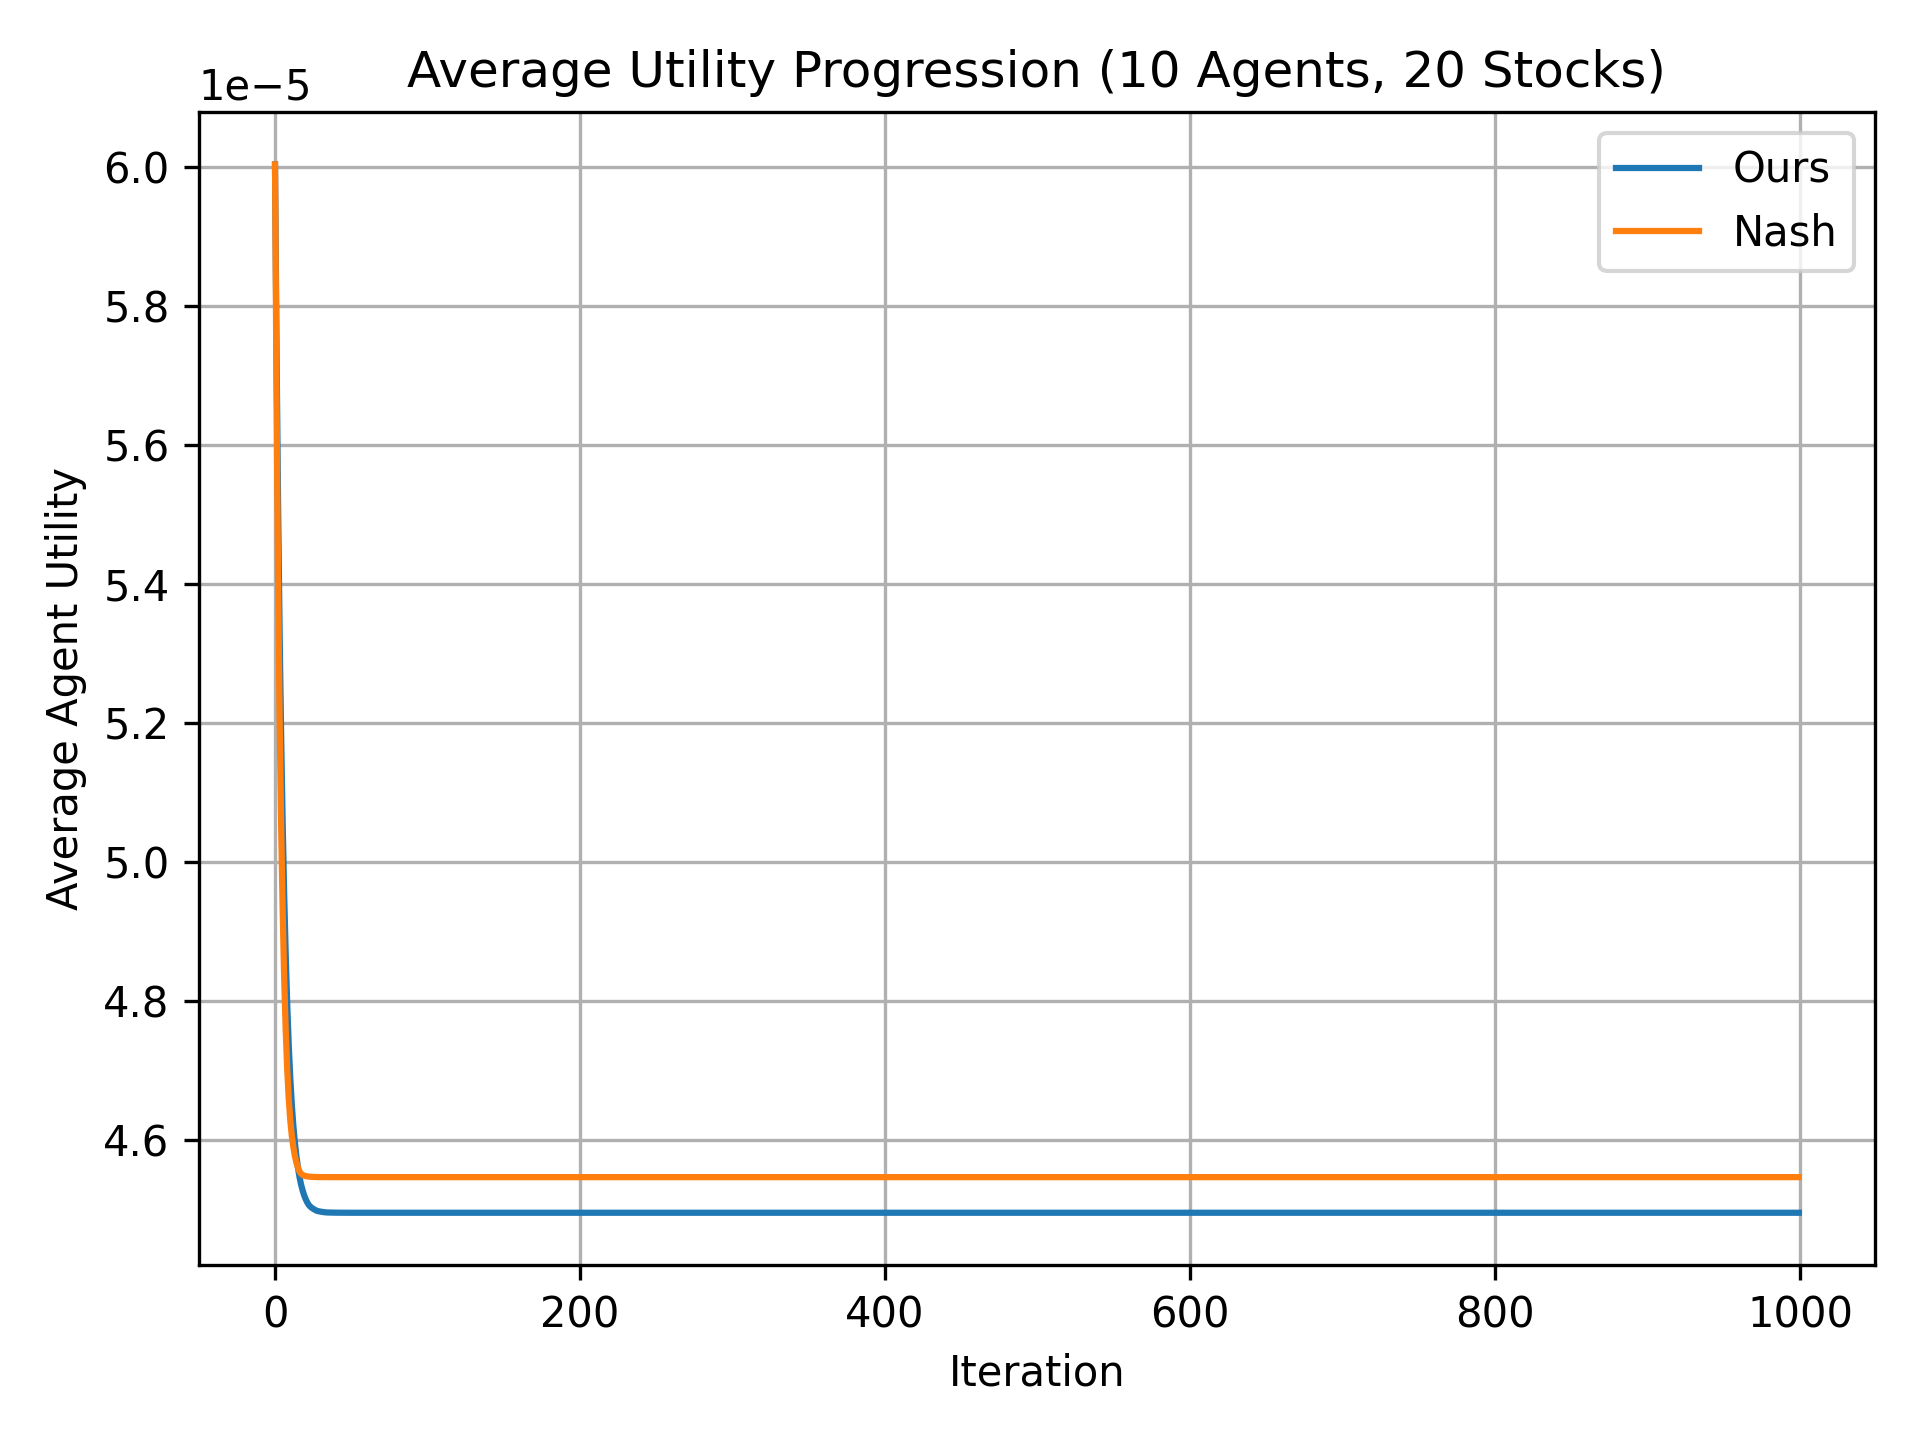 Average Utility Progression (10 Agents, 20 Stocks)
1e−5
6.0
5.8
5.6
5.4
5.2
5.0
4.8
4.6
Average Agent Utility
Ours
Nash
0 200 400 600 800 1000
Iteration